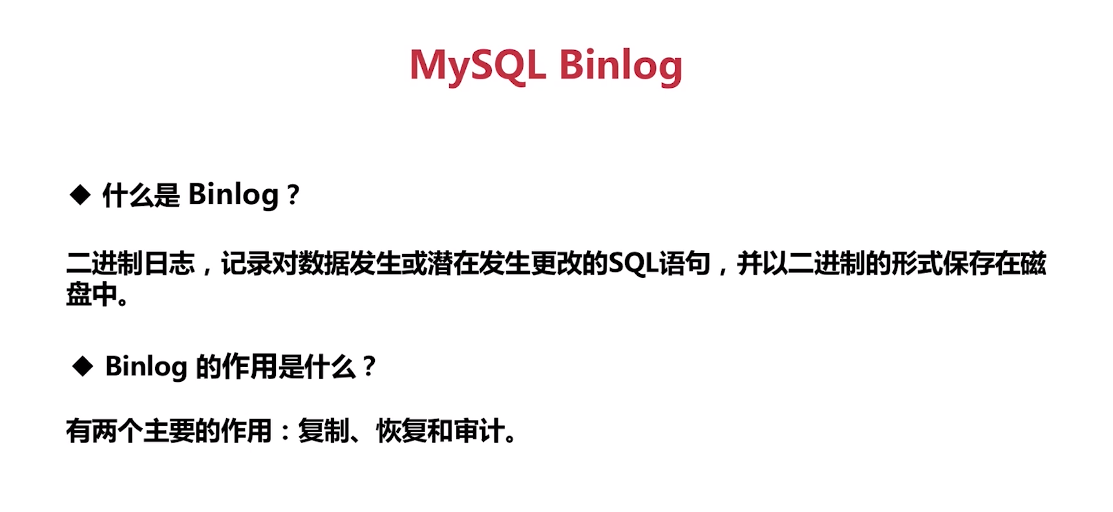 MySQL Binlog
◆ 什么是 Binlog？
二进制日志，记录对数据发生或潜在发生更改的SQL语句，并以二进制的形式保存在磁
盘中。
◆ Binlog 的作用是什么？
有两个主要的作用：复制、恢复和审计。